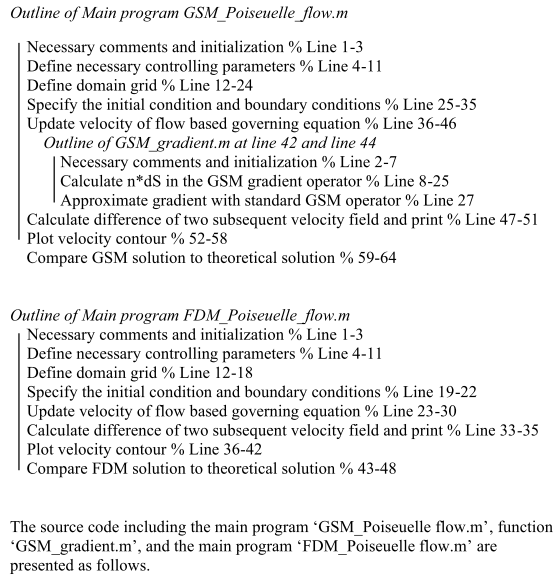 Outline of Main program GSM_Poiseuelle_flow.m
Necessary comments and initialization % Line 1-3
Define necessary controlling parameters % Line 4-11
Define domain grid % Line 12-24
Specify the initial condition and boundary conditions % Line 25-35
Update velocity of flow based governing equation % Line 36-46
Outline of GSM_gradient.m at line 42 and line 44
Necessary comments and initialization % Line 2-7
Calculate n*dS in the GSM gradient operator % Line 8-25
Approximate gradient with standard GSM operator % Line 27
Calculate difference of two subsequent velocity field and print % Line 47-51
Plot velocity contour % 52-58
Compare GSM solution to theoretical solution % 59-64
Outline of Main program FDM_Poiseuelle_flow.m
Necessary comments and initialization % Line 1-3
Define necessary controlling parameters % Line 4-11
Define domain grid % Line 12-18
Specify the initial condition and boundary conditions % Line 19-22
Update velocity of flow based governing equation % Line 23-30
Calculate difference of two subsequent velocity field and print % Line 33-35
Plot velocity contour % Line 36-42
Compare FDM solution to theoretical solution % 43-48
The source code including the main program ‘GSM_Poiseuelle flow.m’, function
‘GSM_gradient.m’, and the main program ‘FDM_Poiseuelle flow.m’ are
presented as follows.